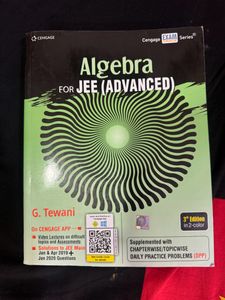 CENGAGE
Cengage EXAM Series®
Algebra
FOR JEE (ADVANCED)
G. Tewani
On CENGAGE APP
Video Lectures on difficult
topics and Assessments
Solutions to JEE Main
Jan & Apr 2019 +
Jan 2020 Questions
3rd Edition
in 2-color
Supplemented with
CHAPTERWISE/TOPICWISE
DAILY PRACTICE PROBLEMS (DPP)